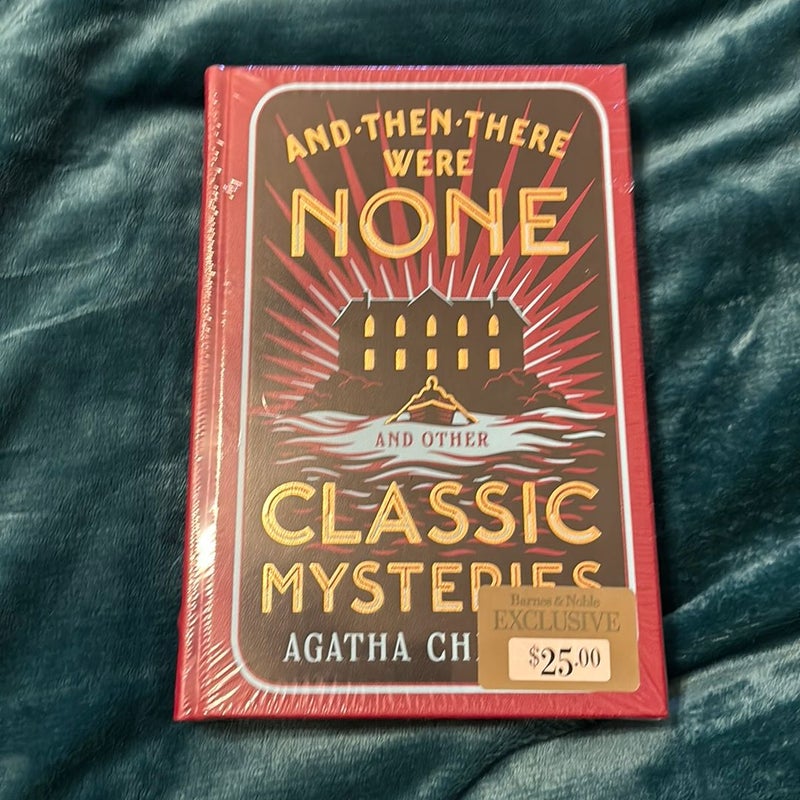 AND·THEN·THERE
WERE
NONE
AND OTHER
CLASSIC
MYSTERIES
AGATHA CH
Barnes & Noble
EXCLUSIVE
$25.00